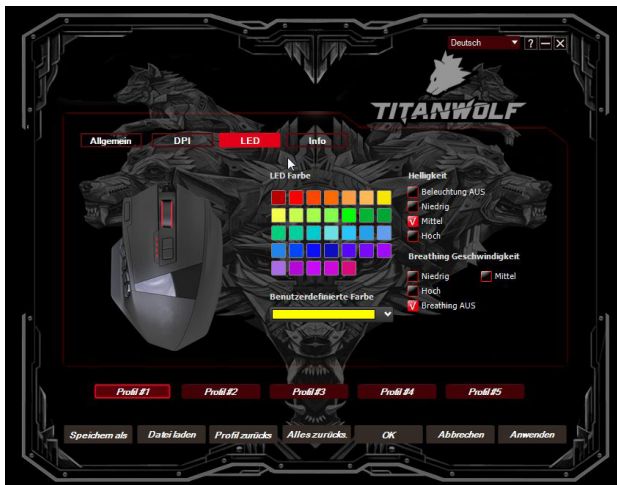 Deutsch ?
TITANWOLF
Allgemein DPI LED Info
LED Farbe
Helligkeit
Beleuchtung AUS
Niedrig
Mittel
Hoch
Breathing Geschwindigkeit
Niedrig Mittel
Hoch
Breathing AUS
Benutzerdefinierte Farbe
Profil #1 Profil #2 Profil #3 Profil #4 Profil #5
Speichern als Datei laden Profil zurücks Alles zurücks. OK Abbrechen Anwenden